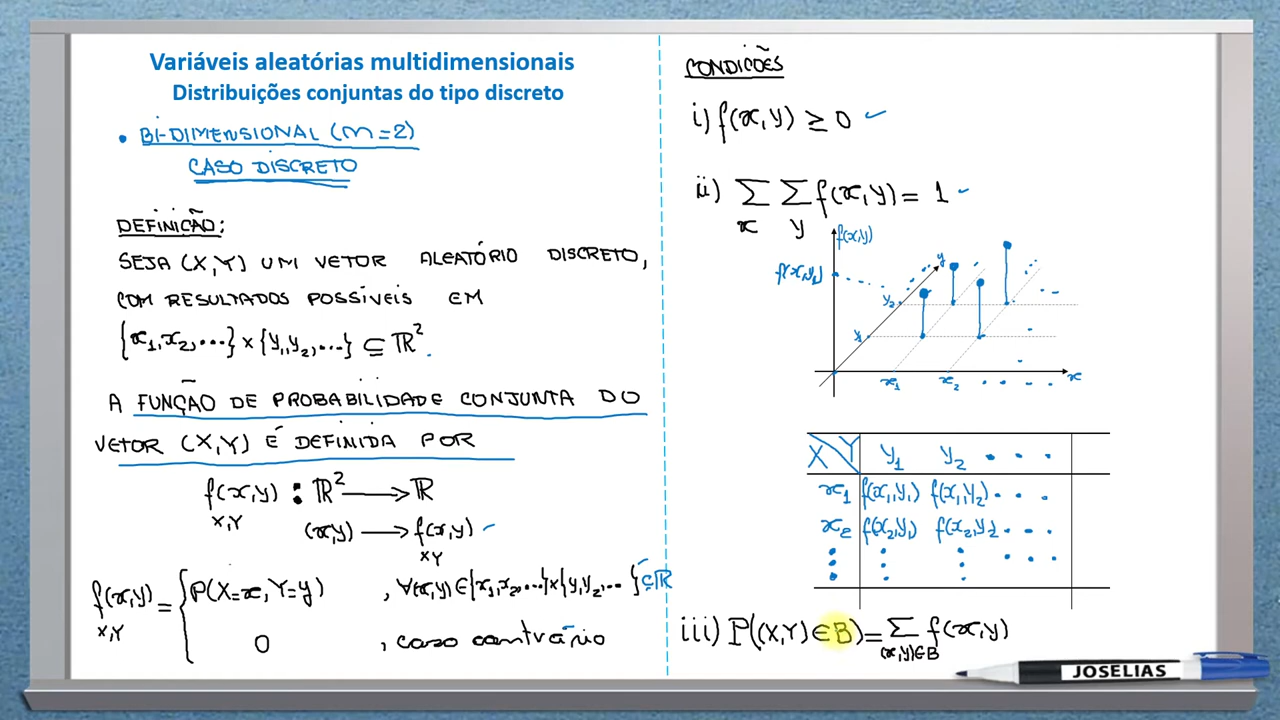 Variáveis aleatórias multidimensionais
Distribuições conjuntas do tipo discreto
• BI-DIMENSIONAL (m=2)
CASO DISCRETO
DEFINIÇÃO:
SEJA (X,Y) UM VETOR ALEATÓRIO DISCRETO,
COM RESULTADOS POSSÍVEIS EM
{x₁,x₂,...}×{y₁,y₂,...} ⊆ ℝ².
A FUNÇÃO DE PROBABILIDADE CONJUNTA DO
VETOR (X,Y) É DEFINIDA POR
f(x,y) : ℝ² → ℝ
X,Y
(x,y) → f(x,y)
XY
f(x,y) = { P(X=x, Y=y) , ∀(x,y)∈{x₁,x₂,...}×{y₁,y₂,...} ⊆ ℝ
X,Y
0 , caso contrário
CONDIÇÕES
i) f(x,y) ≥ 0
ii) Σ Σ f(x,y) = 1
x y
f(x,y)
f(x₁,y₁)
y
y₂
y₁
x₁ x₂ . . . . . . x
X Y y₁ y₂ • • •
x₁ f(x₁,y₁) f(x₁,y₂) • • •
x₂ f(x₂,y₁) f(x₂,y₂ • • •
⋮ ⋮ ⋮ • • •
iii) P((X,Y)∈B) = Σ f(x,y)
(x,y)∈B
JOSELIAS